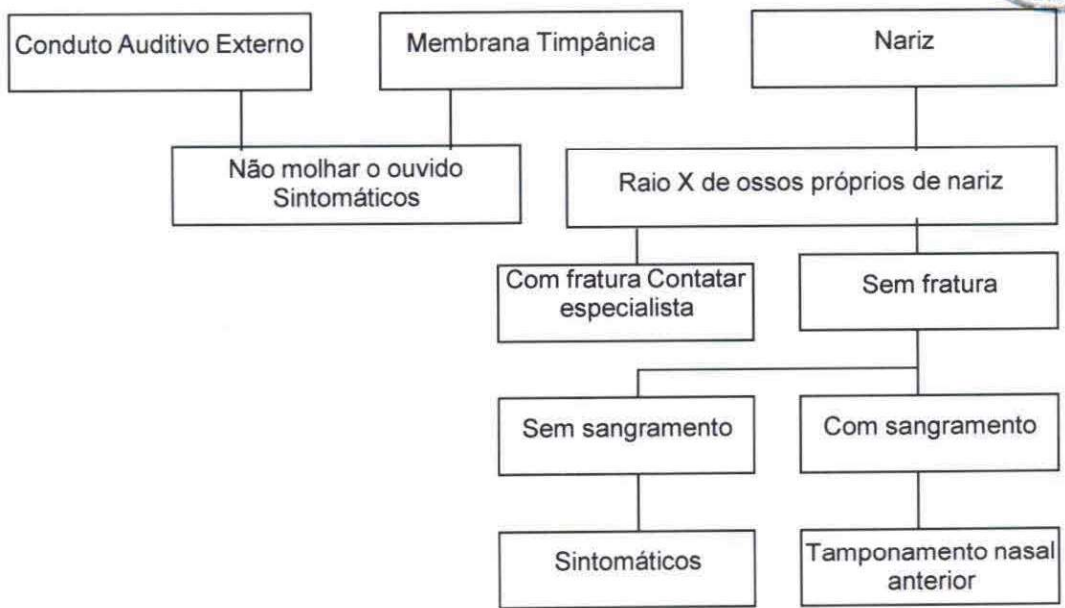 Conduto Auditivo Externo
Membrana Timpânica
Nariz
Não molhar o ouvido
Sintomáticos
Raio X de ossos próprios de nariz
Com fratura Contatar
especialista
Sem fratura
Sem sangramento
Com sangramento
Sintomáticos
Tamponamento nasal
anterior